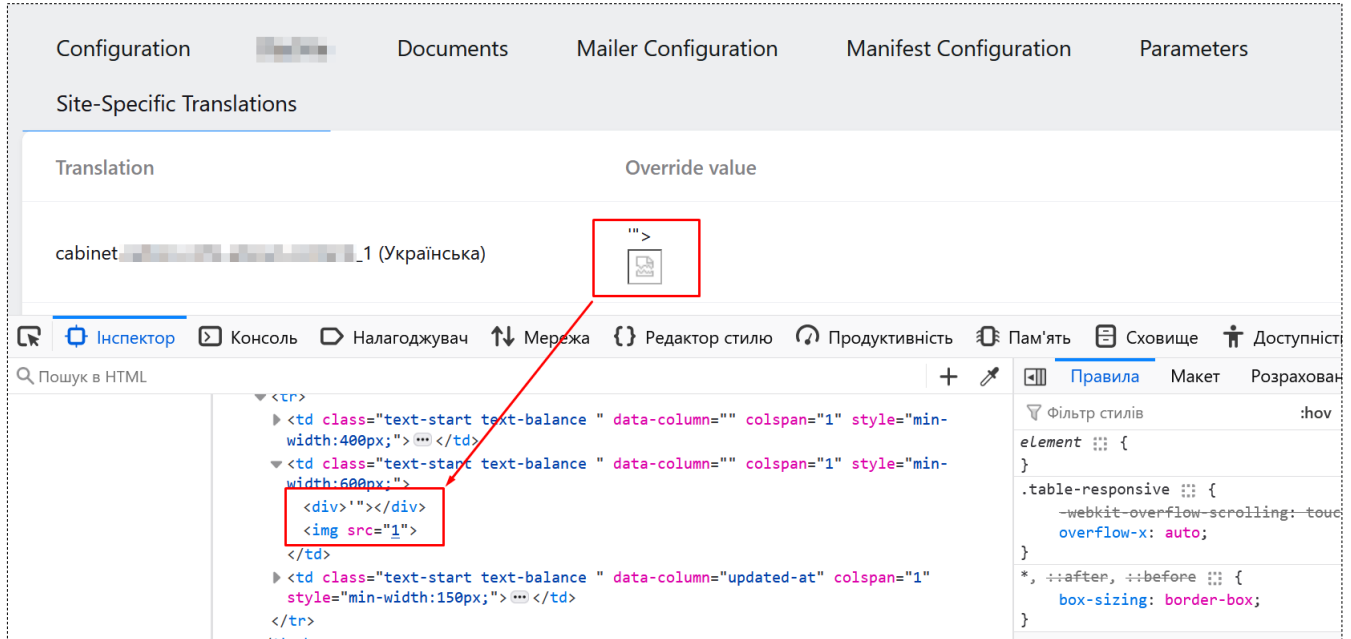 Configuration
Documents
Mailer Configuration
Manifest Configuration
Parameters
Site-Specific Translations
Translation
Override value
cabinet
_1 (Українська)
'">
Інспектор
Консоль
Налагоджувач
Мережа
Редактор стилю
Продуктивність
Пам'ять
Сховище
Доступніст
Пошук в HTML
Правила
Макет
Розрахован
<tr>
<td class="text-start text-balance " data-column="" colspan="1" style="min-
width:400px;"> ··· </td>
<td class="text-start text-balance " data-column="" colspan="1" style="min-
width:600px;">
<div>'"></div>
<img src="1">
</td>
<td class="text-start text-balance " data-column="updated-at" colspan="1"
style="min-width:150px;"> ··· </td>
</tr>
Фільтр стилів
:hov
element {
}
.table-responsive {
-webkit-overflow-scrolling: touc
overflow-x: auto;
}
*, ::after, ::before {
box-sizing: border-box;
}